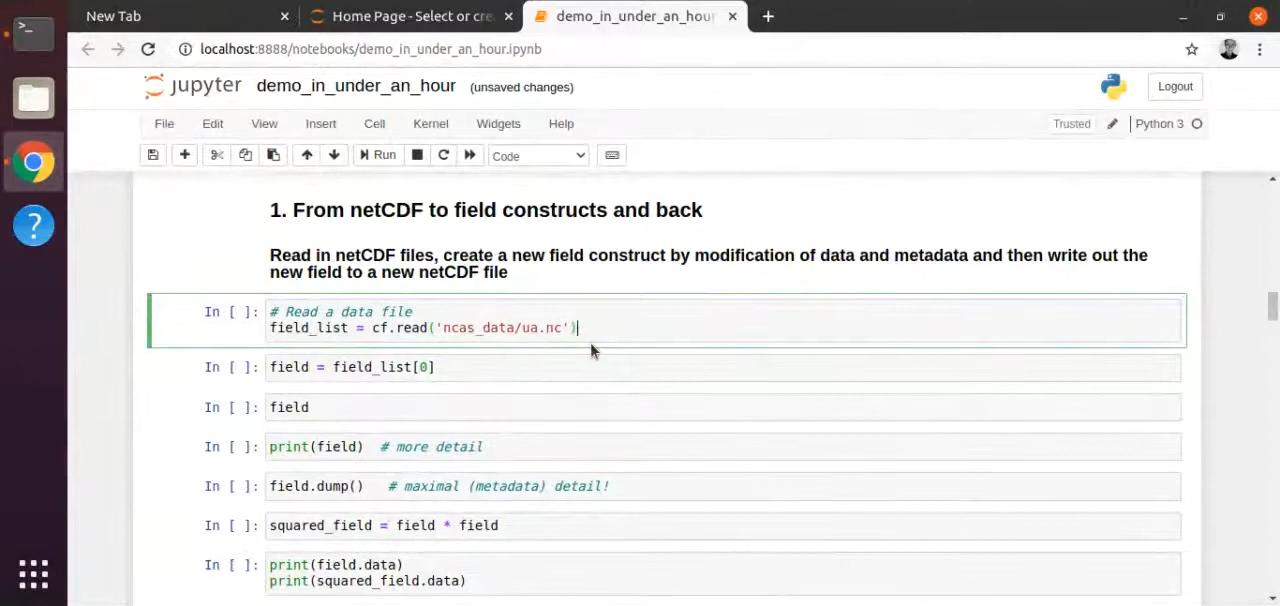 New Tab
Home Page - Select or cre
demo_in_under_an_hour
localhost:8888/notebooks/demo_in_under_an_hour.ipynb
jupyter demo_in_under_an_hour (unsaved changes)
Logout
File Edit View Insert Cell Kernel Widgets Help
Trusted
Python 3
Run
Code
1. From netCDF to field constructs and back
Read in netCDF files, create a new field construct by modification of data and metadata and then write out the
new field to a new netCDF file
In [ ]: # Read a data file
field_list = cf.read('ncas_data/ua.nc')
In [ ]: field = field_list[0]
In [ ]: field
In [ ]: print(field)  # more detail
In [ ]: field.dump()   # maximal (metadata) detail!
In [ ]: squared_field = field * field
In [ ]: print(field.data)
print(squared_field.data)